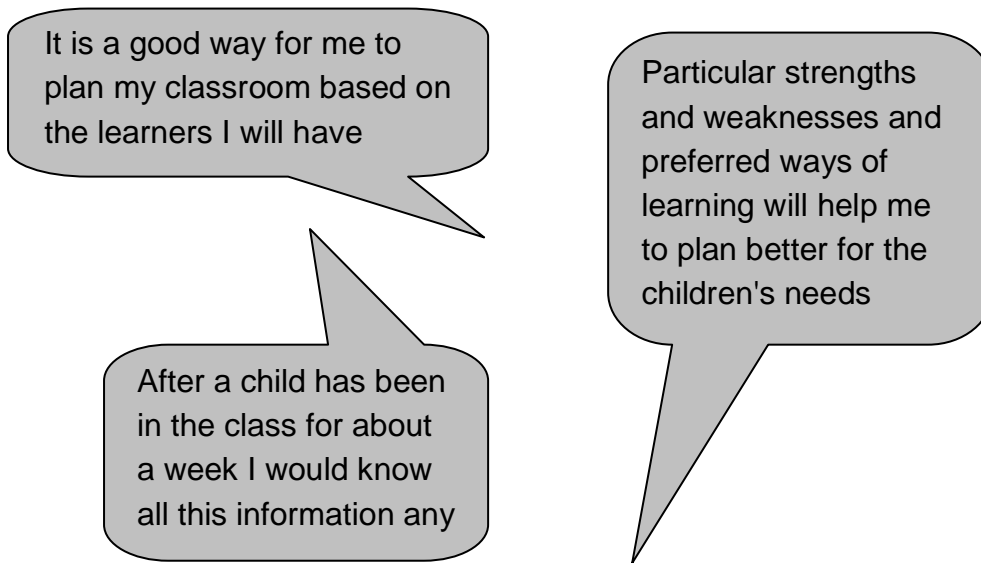 It is a good way for me to
plan my classroom based on
the learners I will have
Particular strengths
and weaknesses and
preferred ways of
learning will help me
to plan better for the
children's needs
After a child has been
in the class for about
a week I would know
all this information any